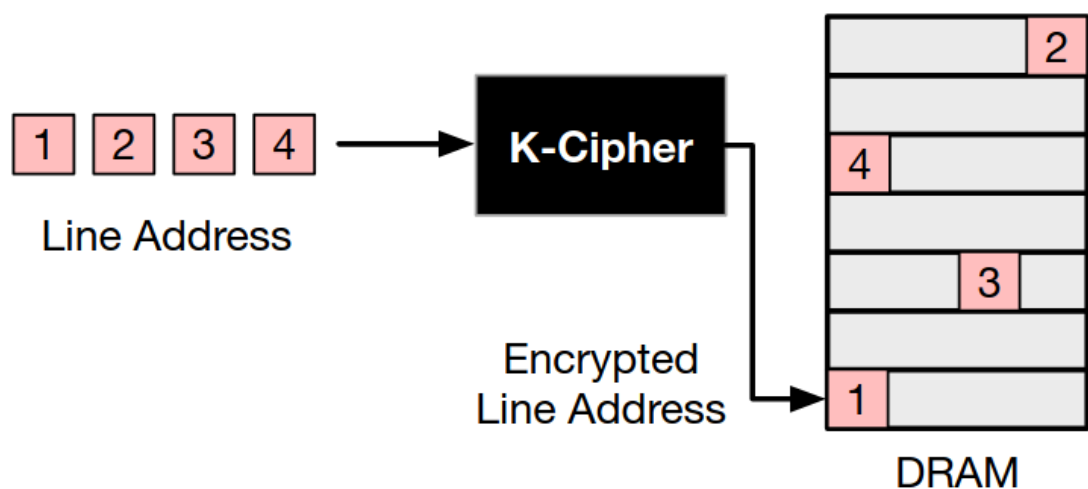 1 2 3 4
Line Address
K-Cipher
Encrypted
Line Address
2
4
3
1
DRAM